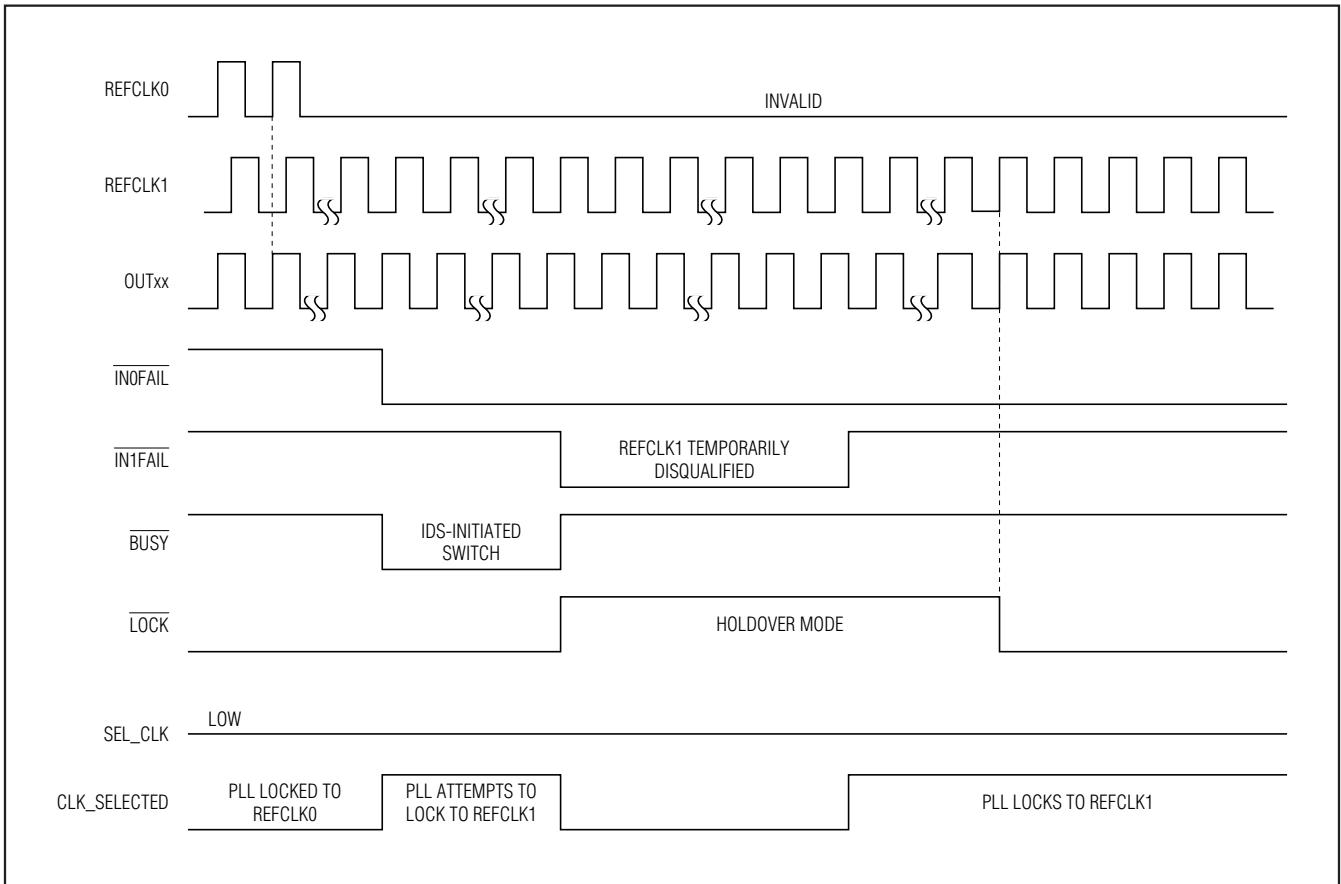 REFCLK0
INVALID
REFCLK1
OUTxx
IN0FAIL
IN1FAIL
REFCLK1 TEMPORARILY
DISQUALIFIED
BUSY
IDS-INITIATED
SWITCH
LOCK
HOLDOVER MODE
SEL_CLK
LOW
CLK_SELECTED
PLL LOCKED TO
REFCLK0
PLL ATTEMPTS TO
LOCK TO REFCLK1
PLL LOCKS TO REFCLK1